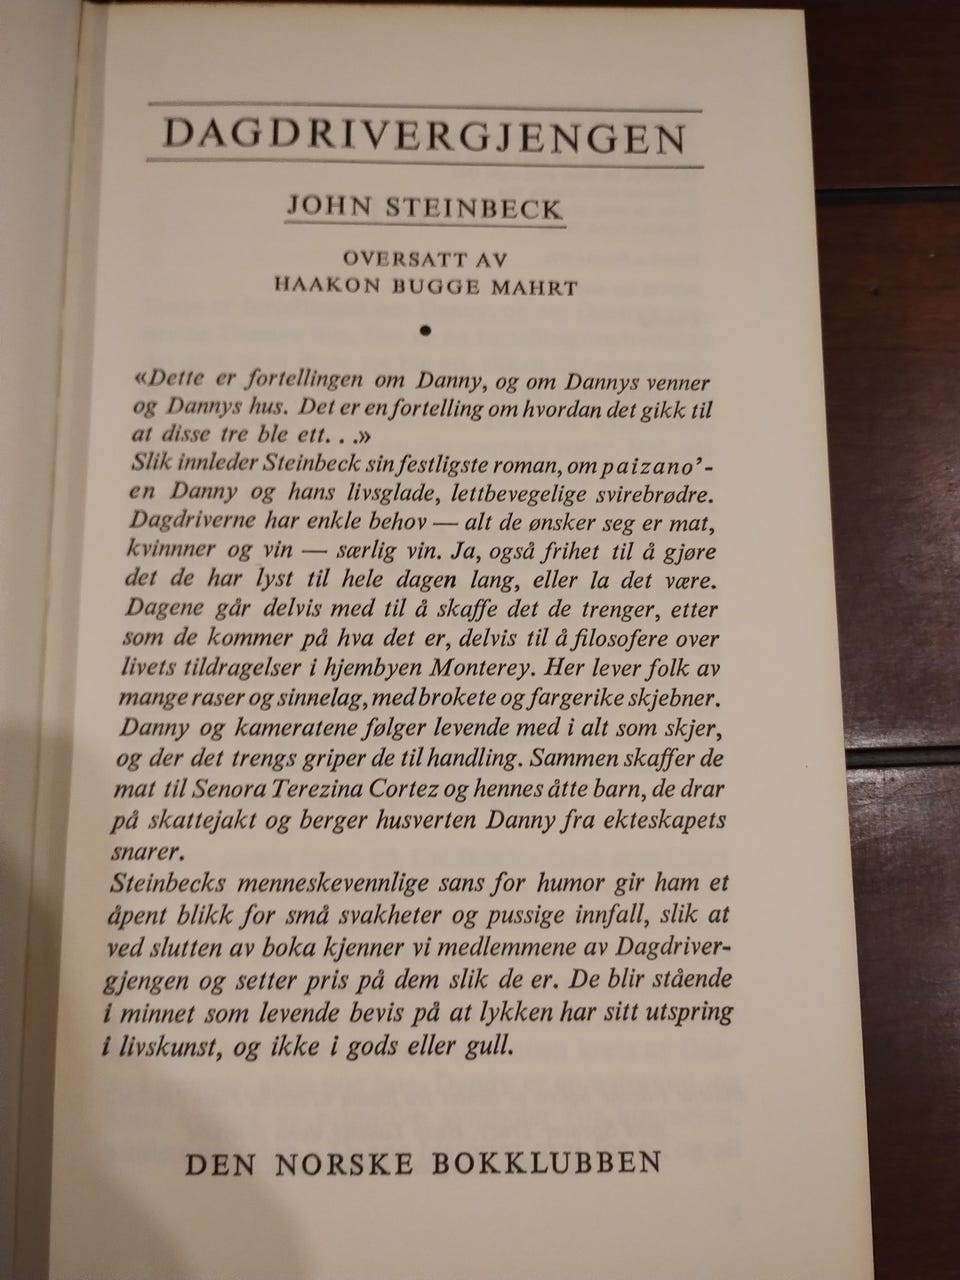 DAGDRIVERGJENGEN
JOHN STEINBECK
OVERSATT AV
HAAKON BUGGE MAHRT
•
«Dette er fortellingen om Danny, og om Dannys venner
og Dannys hus. Det er en fortelling om hvordan det gikk til
at disse tre ble ett. . .»
Slik innleder Steinbeck sin festligste roman, om paizano’-
en Danny og hans livsglade, lettbevegelige svirebrødre.
Dagdriverne har enkle behov — alt de ønsker seg er mat,
kvinnner og vin — særlig vin. Ja, også frihet til å gjøre
det de har lyst til hele dagen lang, eller la det være.
Dagene går delvis med til å skaffe det de trenger, etter
som de kommer på hva det er, delvis til å filosofere over
livets tildragelser i hjembyen Monterey. Her lever folk av
mange raser og sinnelag, med brokete og fargerike skjebner.
Danny og kameratene følger levende med i alt som skjer,
og der det trengs griper de til handling. Sammen skaffer de
mat til Senora Terezina Cortez og hennes åtte barn, de drar
på skattejakt og berger husverten Danny fra ekteskapets
snarer.
Steinbecks menneskevennlige sans for humor gir ham et
åpent blikk for små svakheter og pussige innfall, slik at
ved slutten av boka kjenner vi medlemmene av Dagdriver-
gjengen og setter pris på dem slik de er. De blir stående
i minnet som levende bevis på at lykken har sitt utspring
i livskunst, og ikke i gods eller gull.
DEN NORSKE BOKKLUBBEN